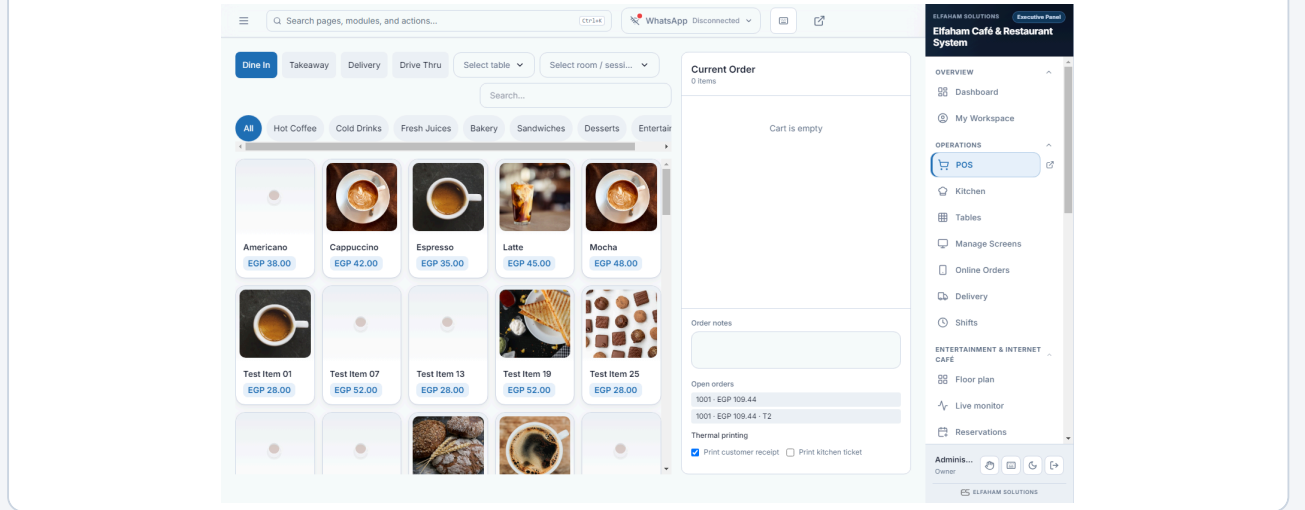 Search pages, modules, and actions...
Ctrl+K
WhatsApp Disconnected
Dine In
Takeaway
Delivery
Drive Thru
Select table
Select room / sessi...
Search...
All
Hot Coffee
Cold Drinks
Fresh Juices
Bakery
Sandwiches
Desserts
Entertain
Americano
EGP 38.00
Cappuccino
EGP 42.00
Espresso
EGP 35.00
Latte
EGP 45.00
Mocha
EGP 48.00
Test Item 01
EGP 28.00
Test Item 07
EGP 52.00
Test Item 13
EGP 28.00
Test Item 19
EGP 52.00
Test Item 25
EGP 28.00
Current Order
0 items
Cart is empty
Order notes
Open orders
1001 · EGP 109.44
1001 · EGP 109.44 · T2
Thermal printing
Print customer receipt
Print kitchen ticket
ELFAHAM SOLUTIONS
Executive Panel
Elfaham Café & Restaurant
System
OVERVIEW
Dashboard
My Workspace
OPERATIONS
POS
Kitchen
Tables
Manage Screens
Online Orders
Delivery
Shifts
ENTERTAINMENT & INTERNET
CAFÉ
Floor plan
Live monitor
Reservations
Adminis...
Owner
ELFAHAM SOLUTIONS